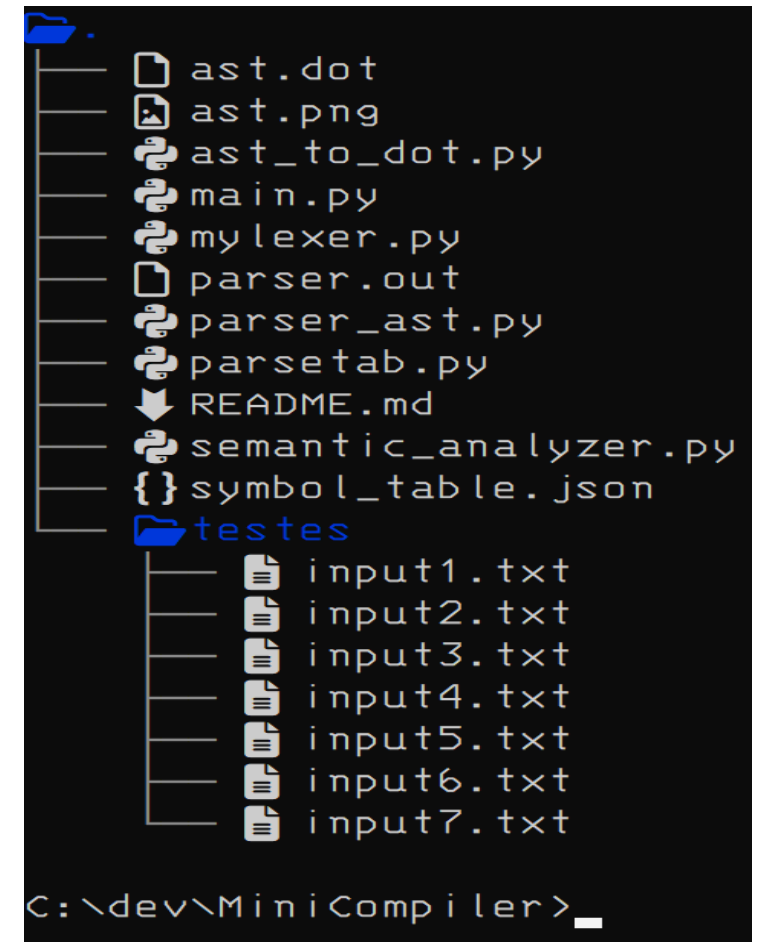 .
ast.dot
ast.png
ast_to_dot.py
main.py
mylexer.py
parser.out
parser_ast.py
parsetab.py
README.md
semantic_analyzer.py
{} symbol_table.json
testes
input1.txt
input2.txt
input3.txt
input4.txt
input5.txt
input6.txt
input7.txt
C:\dev\MiniCompiler>_